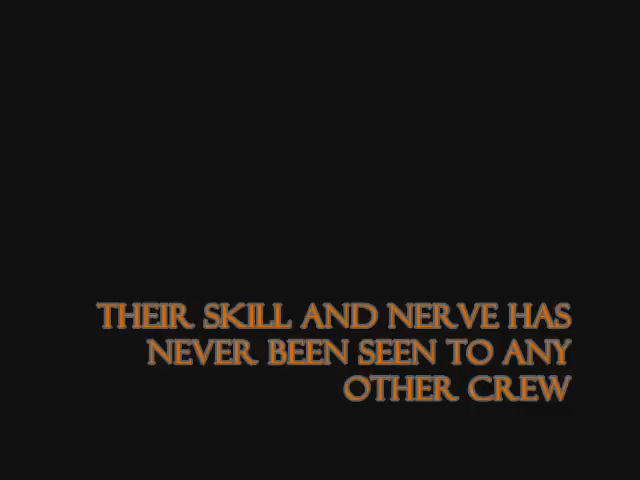 THEIR SKILL AND NERVE HAS
NEVER BEEN SEEN TO ANY
OTHER CREW